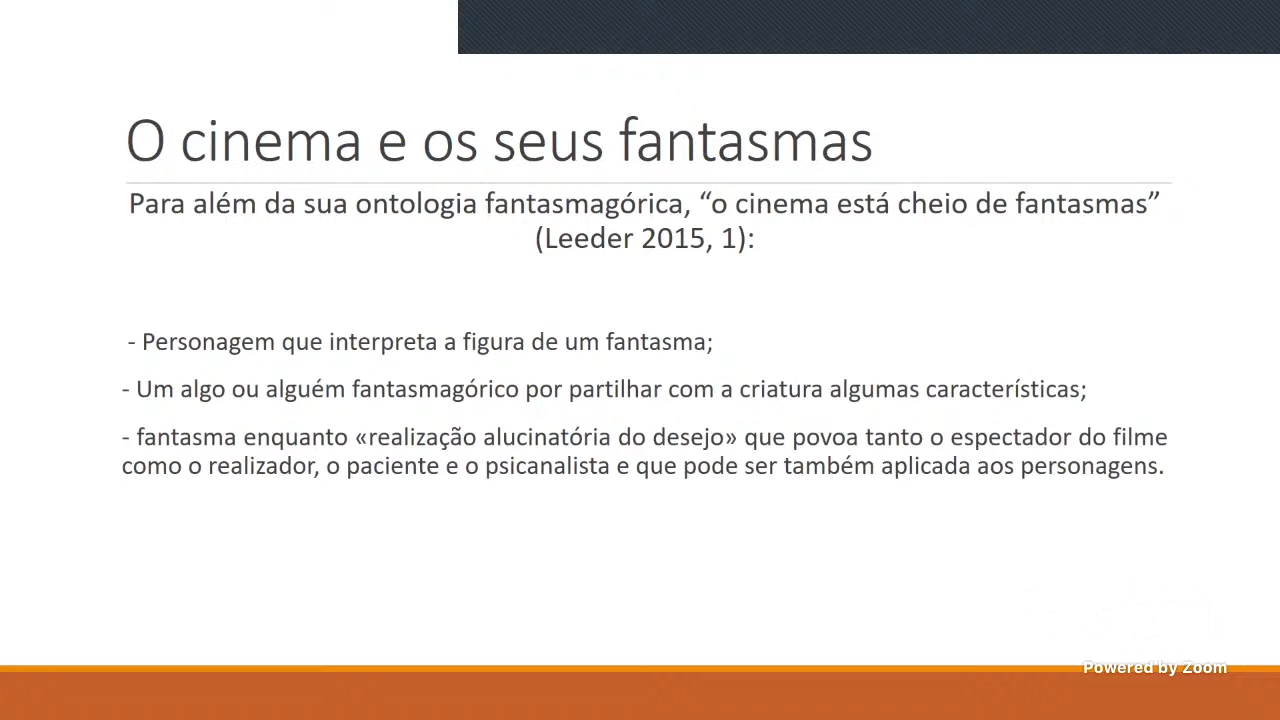 O cinema e os seus fantasmas
Para além da sua ontologia fantasmagórica, “o cinema está cheio de fantasmas”
(Leeder 2015, 1):
- Personagem que interpreta a figura de um fantasma;
- Um algo ou alguém fantasmagórico por partilhar com a criatura algumas características;
- fantasma enquanto «realização alucinatória do desejo» que povoa tanto o espectador do filme
como o realizador, o paciente e o psicanalista e que pode ser também aplicada aos personagens.
Powered by Zoom